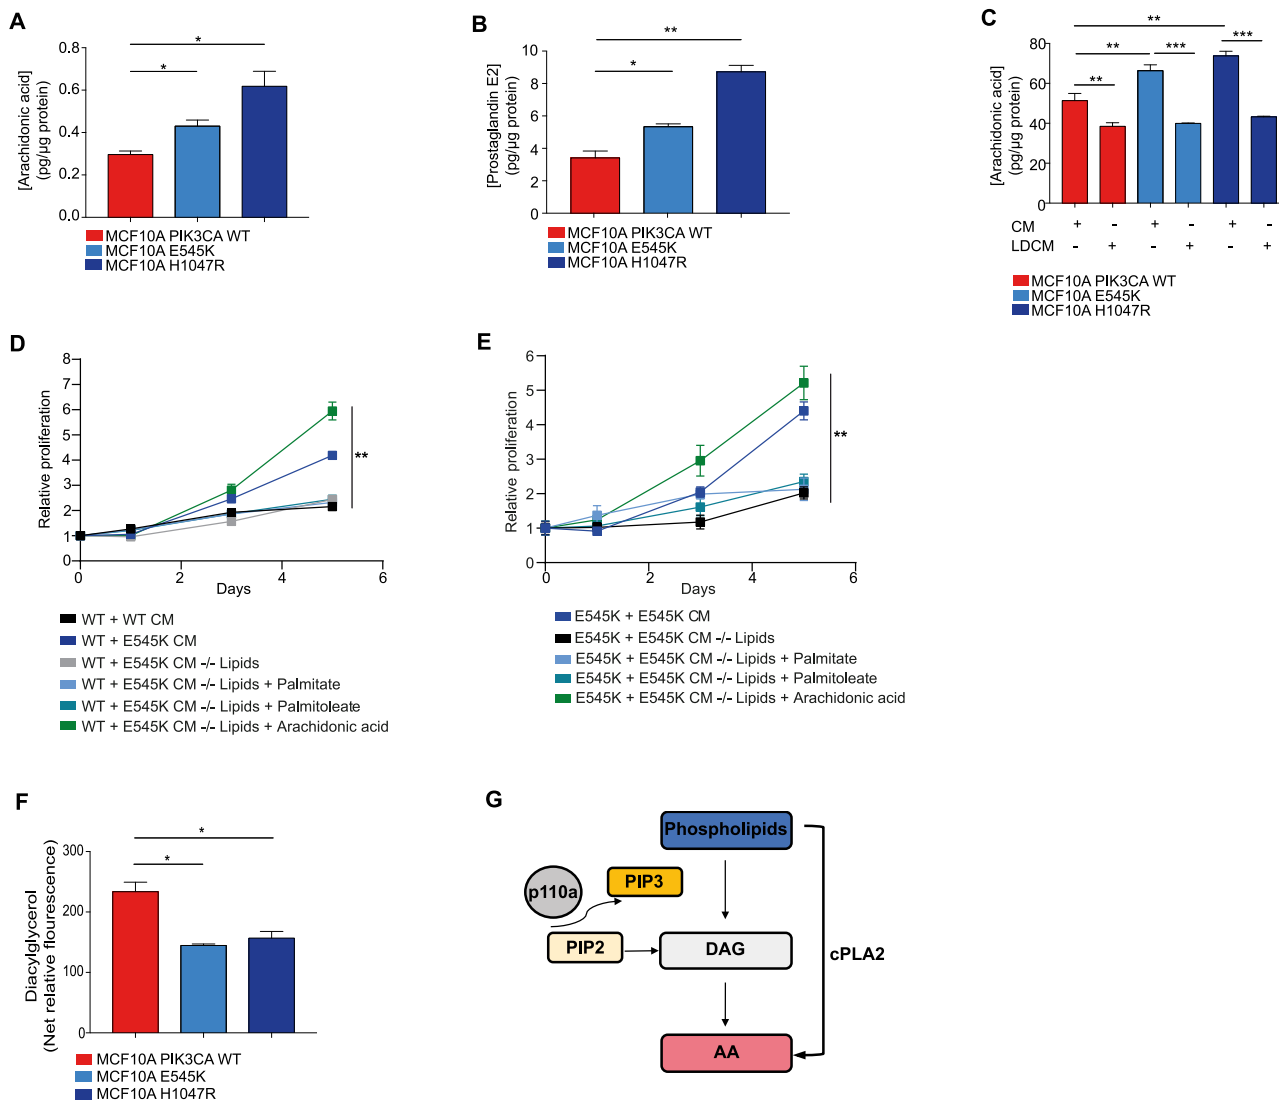 A
0.8
0.6
0.4
0.2
0.0
[Arachidonic acid]
(pg/µg protein)
*
*
MCF10A PIK3CA WT
MCF10A E545K
MCF10A H1047R
B
10
8
6
4
2
0
[Prostaglandin E2]
(pg/µg protein)
**
*
MCF10A PIK3CA WT
MCF10A E545K
MCF10A H1047R
C
80
60
40
20
0
[Arachidonic acid]
(pg/µg protein)
**
**
***
***
**
CM + - + - + -
LDCM - + - + - +
MCF10A PIK3CA WT
MCF10A E545K
MCF10A H1047R
D
8
7
6
5
4
3
2
1
0
Relative proliferation
**
0 2 4 6
Days
WT + WT CM
WT + E545K CM
WT + E545K CM -/- Lipids
WT + E545K CM -/- Lipids + Palmitate
WT + E545K CM -/- Lipids + Palmitoleate
WT + E545K CM -/- Lipids + Arachidonic acid
E
6
5
4
3
2
1
0
Relative proliferation
**
0 2 4 6
Days
E545K + E545K CM
E545K + E545K CM -/- Lipids
E545K + E545K CM -/- Lipids + Palmitate
E545K + E545K CM -/- Lipids + Palmitoleate
E545K + E545K CM -/- Lipids + Arachidonic acid
F
300
200
100
0
Diacylglycerol
(Net relative flourescence)
*
*
MCF10A PIK3CA WT
MCF10A E545K
MCF10A H1047R
G
Phospholipids
p110a
PIP3
PIP2
DAG
cPLA2
AA